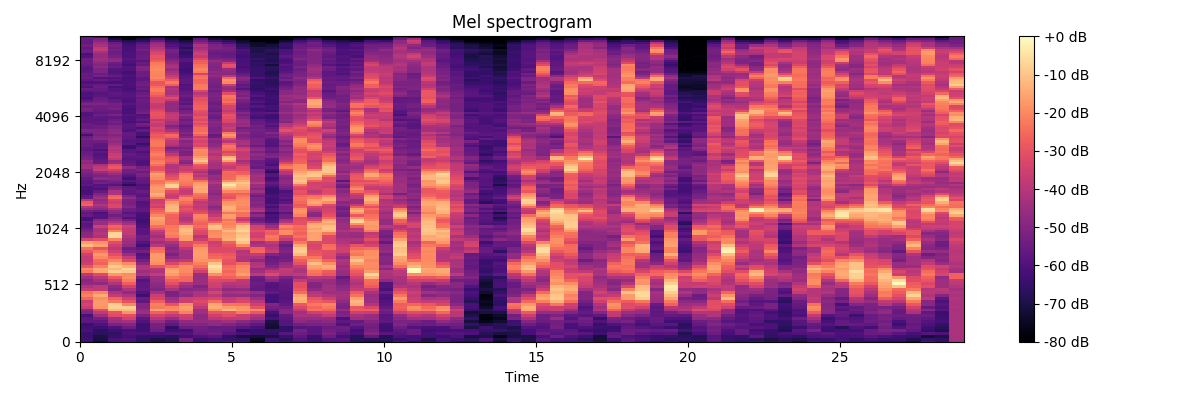 Mel spectrogram
Hz
8192
4096
2048
1024
512
0
0 5 10 15 20 25
Time
+0 dB
-10 dB
-20 dB
-30 dB
-40 dB
-50 dB
-60 dB
-70 dB
-80 dB